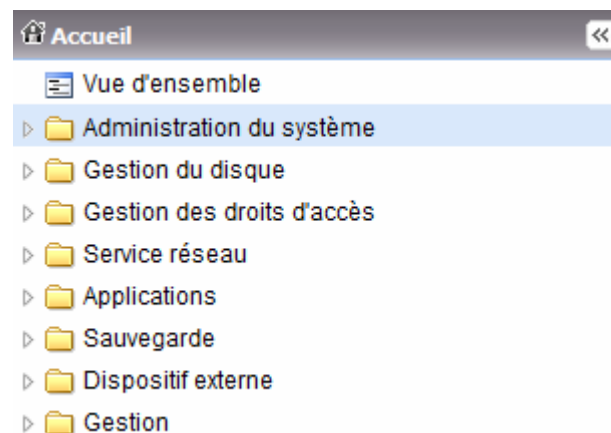 Accueil
Vue d'ensemble
Administration du système
Gestion du disque
Gestion des droits d'accès
Service réseau
Applications
Sauvegarde
Dispositif externe
Gestion